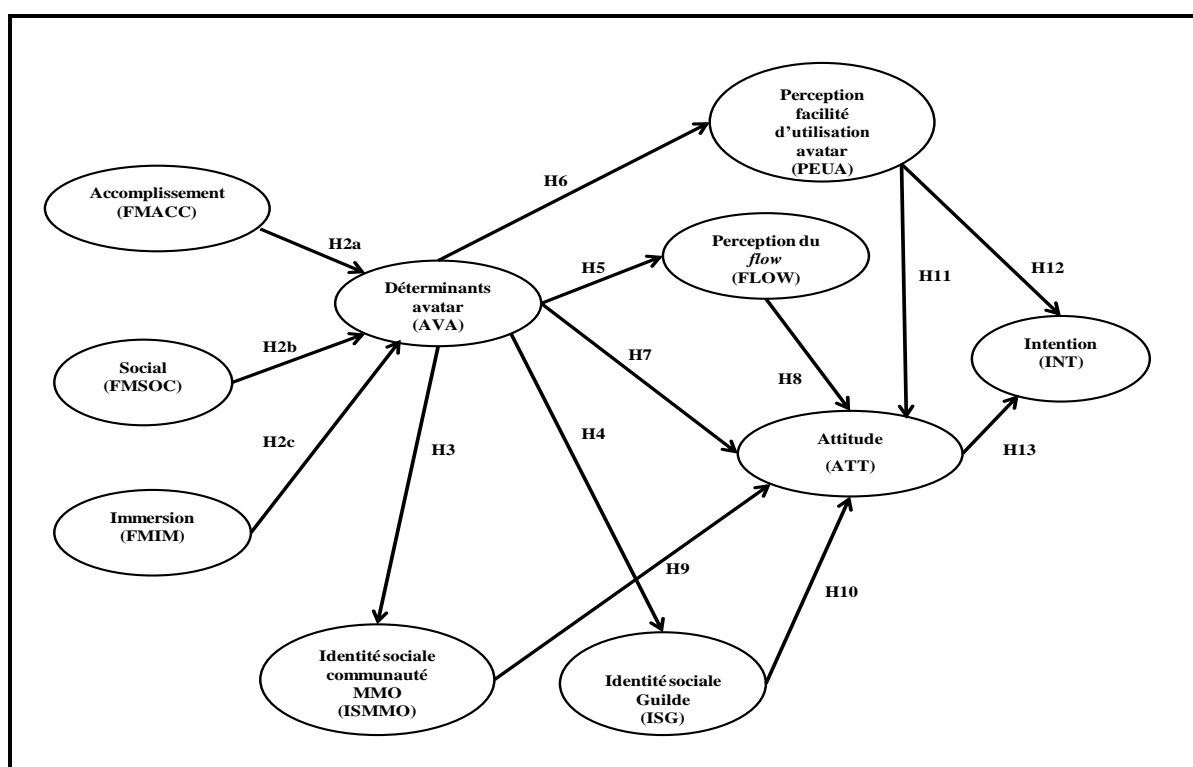 Perception
facilité
d'utilisation
avatar
(PEUA)
H6
Accomplissement
(FMACC)
H2a
Perception du
flow
(FLOW)
H5
H11
H12
Déterminants
avatar
(AVA)
H2b
Social
(FMSOC)
H7
H8
Intention
(INT)
H2c
H3
H4
Attitude
(ATT)
H13
Immersion
(FMIM)
H9
H10
Identité sociale
communauté
MMO
(ISMMO)
Identité sociale
Guilde
(ISG)